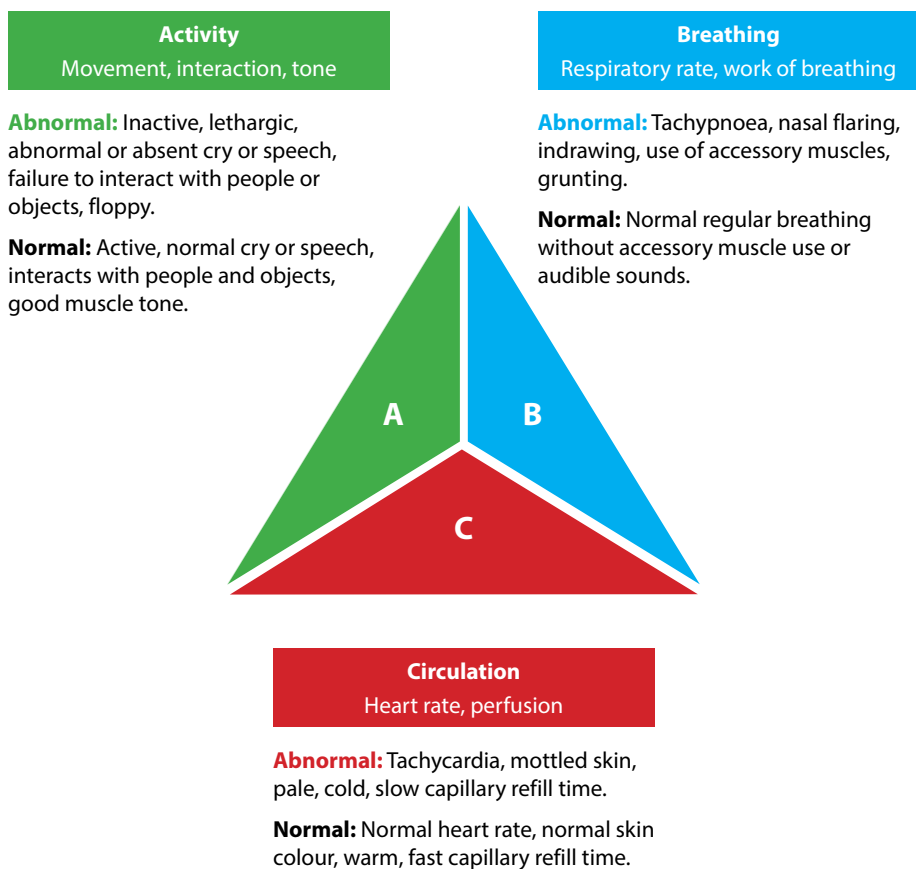 Activity
Movement, interaction, tone
Abnormal: Inactive, lethargic,
abnormal or absent cry or speech,
failure to interact with people or
objects, floppy.
Normal: Active, normal cry or speech,
interacts with people and objects,
good muscle tone.
Breathing
Respiratory rate, work of breathing
Abnormal: Tachypnoea, nasal flaring,
indrawing, use of accessory muscles,
grunting.
Normal: Normal regular breathing
without accessory muscle use or
audible sounds.
A
B
C
Circulation
Heart rate, perfusion
Abnormal: Tachycardia, mottled skin,
pale, cold, slow capillary refill time.
Normal: Normal heart rate, normal skin
colour, warm, fast capillary refill time.